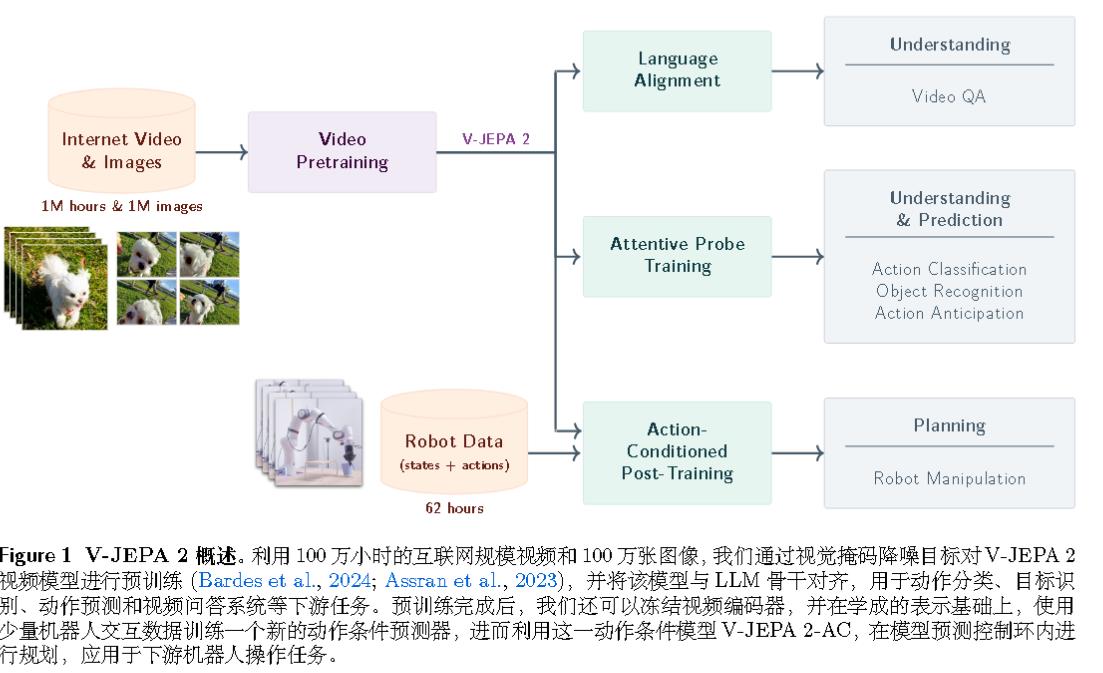 Internet Video
& Images
1M hours & 1M images
Video
Pretraining
V-JEPA 2
Language
Alignment
Understanding
Video QA
Attentive Probe
Training
Understanding
& Prediction
Action Classification
Object Recognition
Action Anticipation
Robot Data
(states + actions)
62 hours
Action-
Conditioned
Post-Training
Planning
Robot Manipulation
Figure 1 V-JEPA 2 概述。利用 100 万小时的互联网规模视频和 100 万张图像, 我们通过视觉掩码降噪目标对 V-JEPA 2
视频模型进行预训练 (Bardes et al., 2024; Assran et al., 2023), 并将该模型与 LLM 骨干对齐，用于动作分类、目标识
别、动作预测和视频问答系统等下游任务。预训练完成后，我们还可以冻结视频编码器，并在学成的表示基础上，使用
少量机器人交互数据训练一个新的动作条件预测器，进而利用这一动作条件模型 V-JEPA 2-AC，在模型预测控制环内进
行规划，应用于下游机器人操作任务。